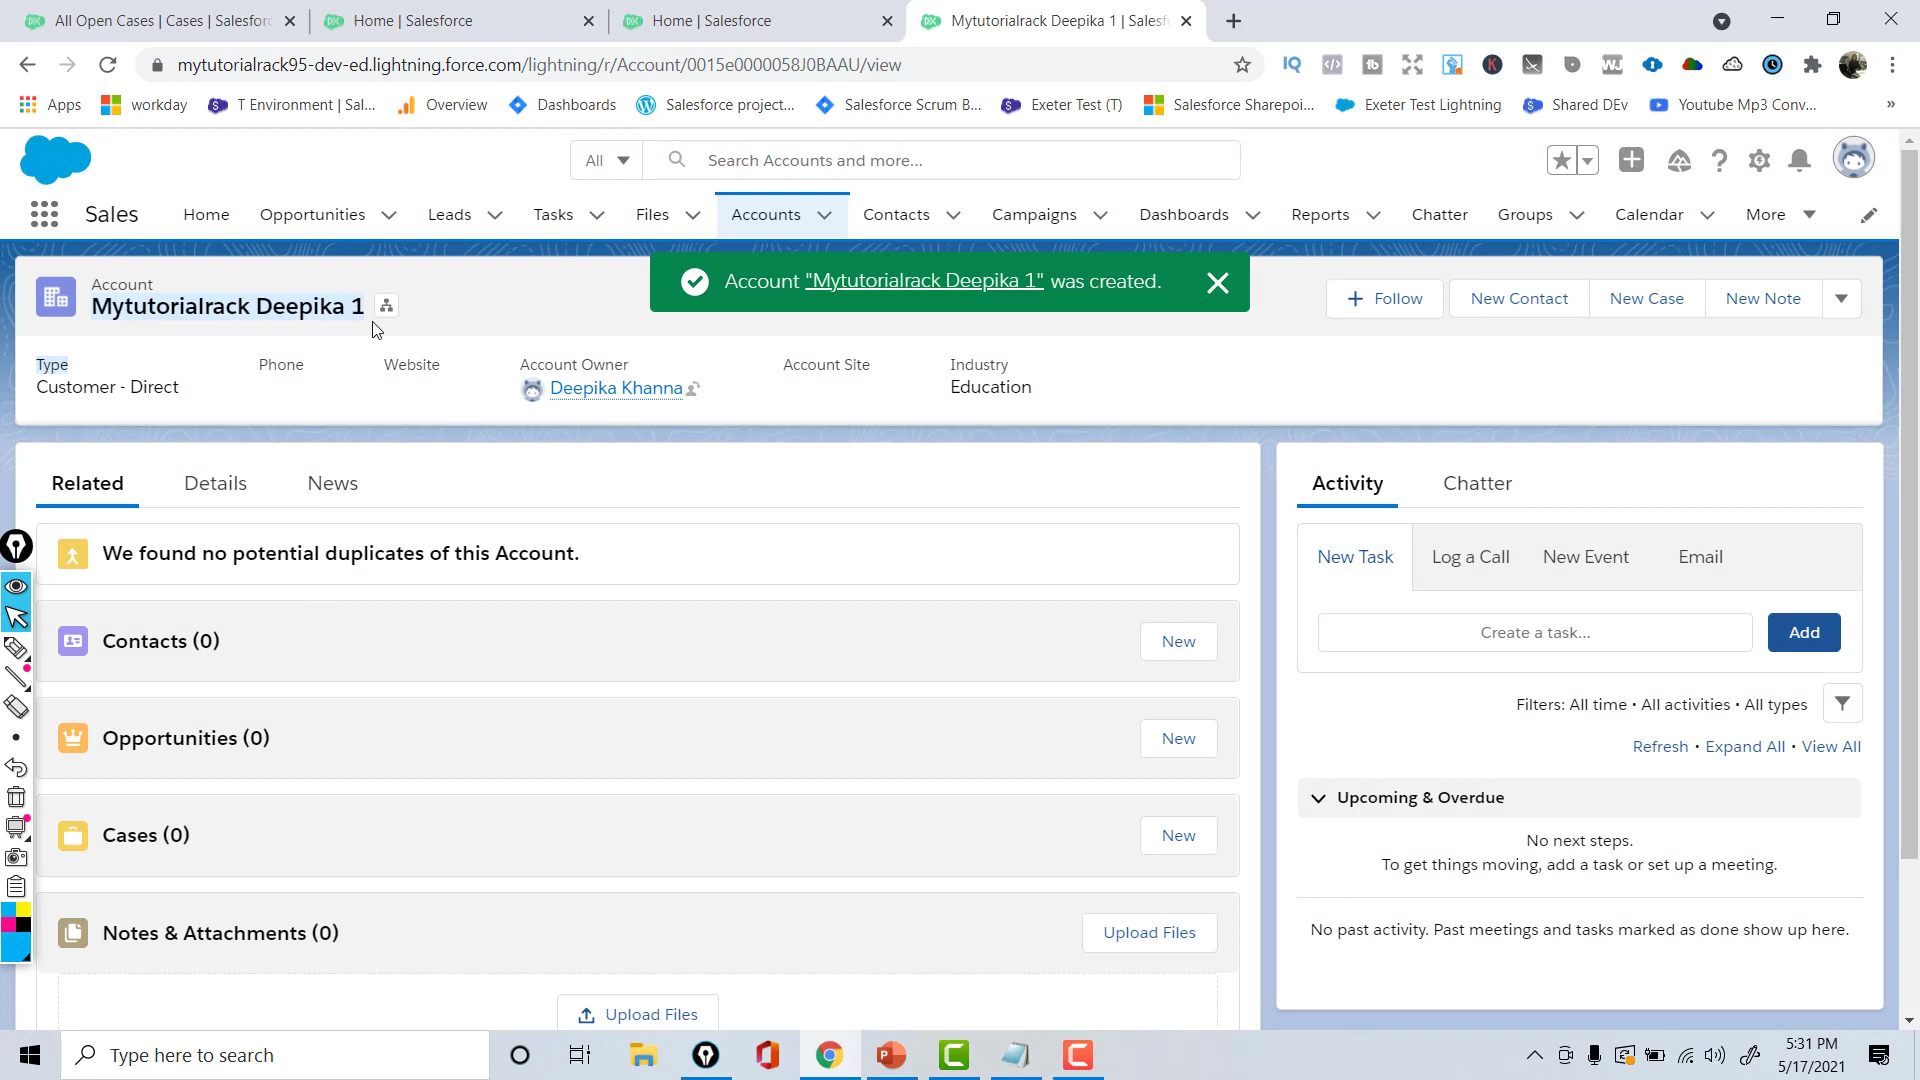 All Open Cases | Cases | Salesforc
Home | Salesforce
Home | Salesforce
Mytutorialrack Deepika 1 | Salesf
mytutorialrack95-dev-ed.lightning.force.com/lightning/r/Account/0015e0000058J0BAAU/view
Apps
workday
T Environment | Sal...
Overview
Dashboards
Salesforce project...
Salesforce Scrum B...
Exeter Test (T)
Salesforce Sharepoi...
Exeter Test Lightning
Shared DEv
Youtube Mp3 Conv...
All
Search Accounts and more...
Sales
Home
Opportunities
Leads
Tasks
Files
Accounts
Contacts
Campaigns
Dashboards
Reports
Chatter
Groups
Calendar
More
Account
Mytutorialrack Deepika 1
Account "Mytutorialrack Deepika 1" was created.
Follow
New Contact
New Case
New Note
Type
Customer - Direct
Phone
Website
Account Owner
Deepika Khanna
Account Site
Industry
Education
Related
Details
News
We found no potential duplicates of this Account.
Contacts (0)
New
Opportunities (0)
New
Cases (0)
New
Notes & Attachments (0)
Upload Files
Upload Files
Activity
Chatter
New Task
Log a Call
New Event
Email
Create a task...
Add
Filters: All time • All activities • All types
Refresh • Expand All • View All
Upcoming & Overdue
No next steps.
To get things moving, add a task or set up a meeting.
No past activity. Past meetings and tasks marked as done show up here.
Type here to search
5:31 PM
5/17/2021